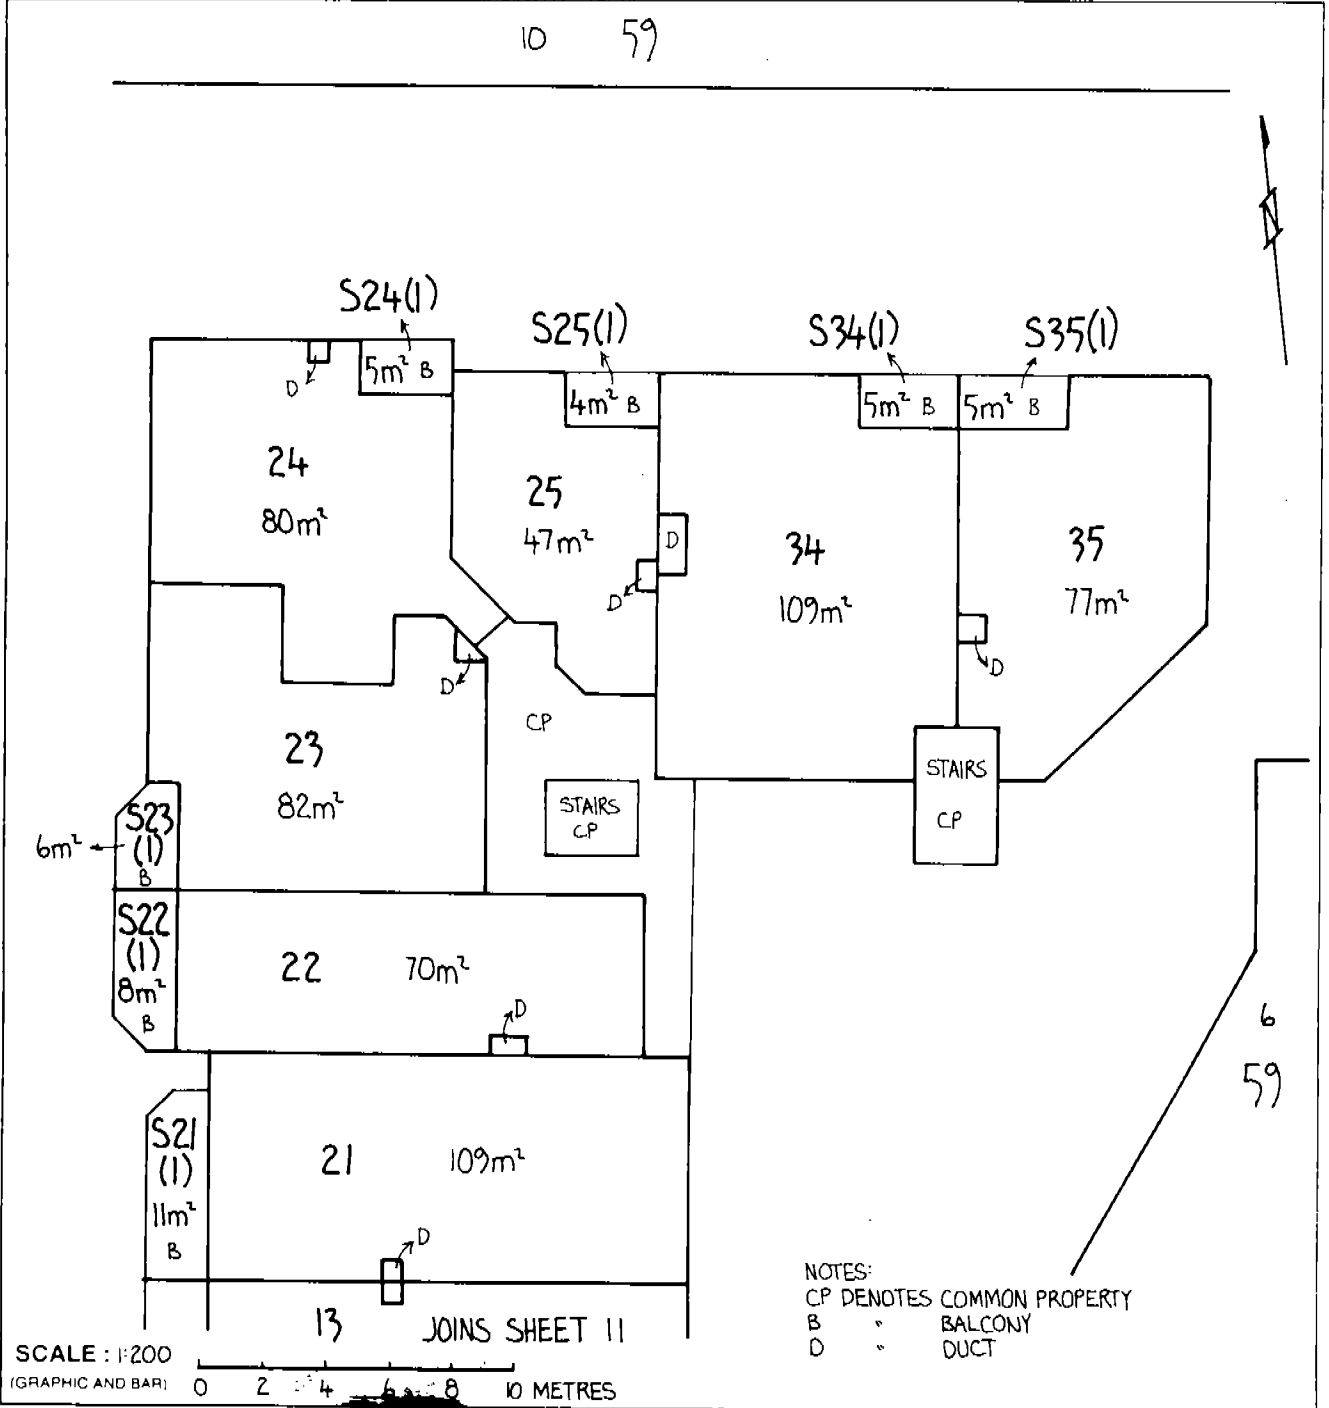 10 59
S24(1)
S25(1)
S34(1)
S35(1)
5m² B
D
4m² B
5m² B
5m² B
24
80m²
25
47m²
D
D
34
109m²
35
77m²
D
D
CP
23
82m²
STAIRS
CP
STAIRS
CP
S23
(1)
B
6m²
S22
(1)
8m²
B
22 70m²
D
6
59
S21
(1)
11m²
B
21 109m²
D
13 JOINS SHEET 11
NOTES:
CP DENOTES COMMON PROPERTY
B " BALCONY
D " DUCT
SCALE : 1:200
(GRAPHIC AND BAR)
0 2 4 6 8 10 METRES